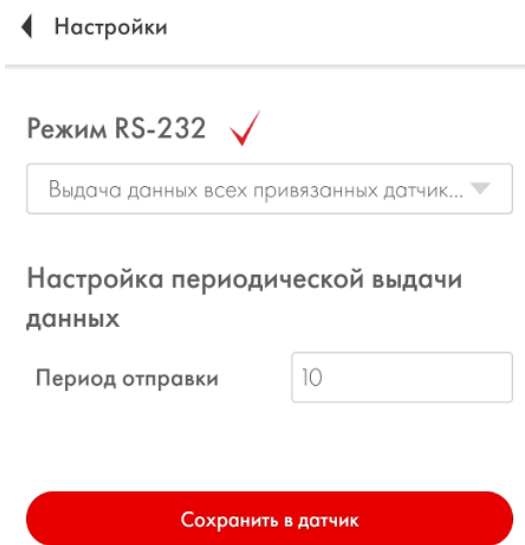 Настройки
Режим RS-232
Выдача данных всех привязанных датчик...
Настройка периодической выдачи
данных
Период отправки
10
Сохранить в датчик